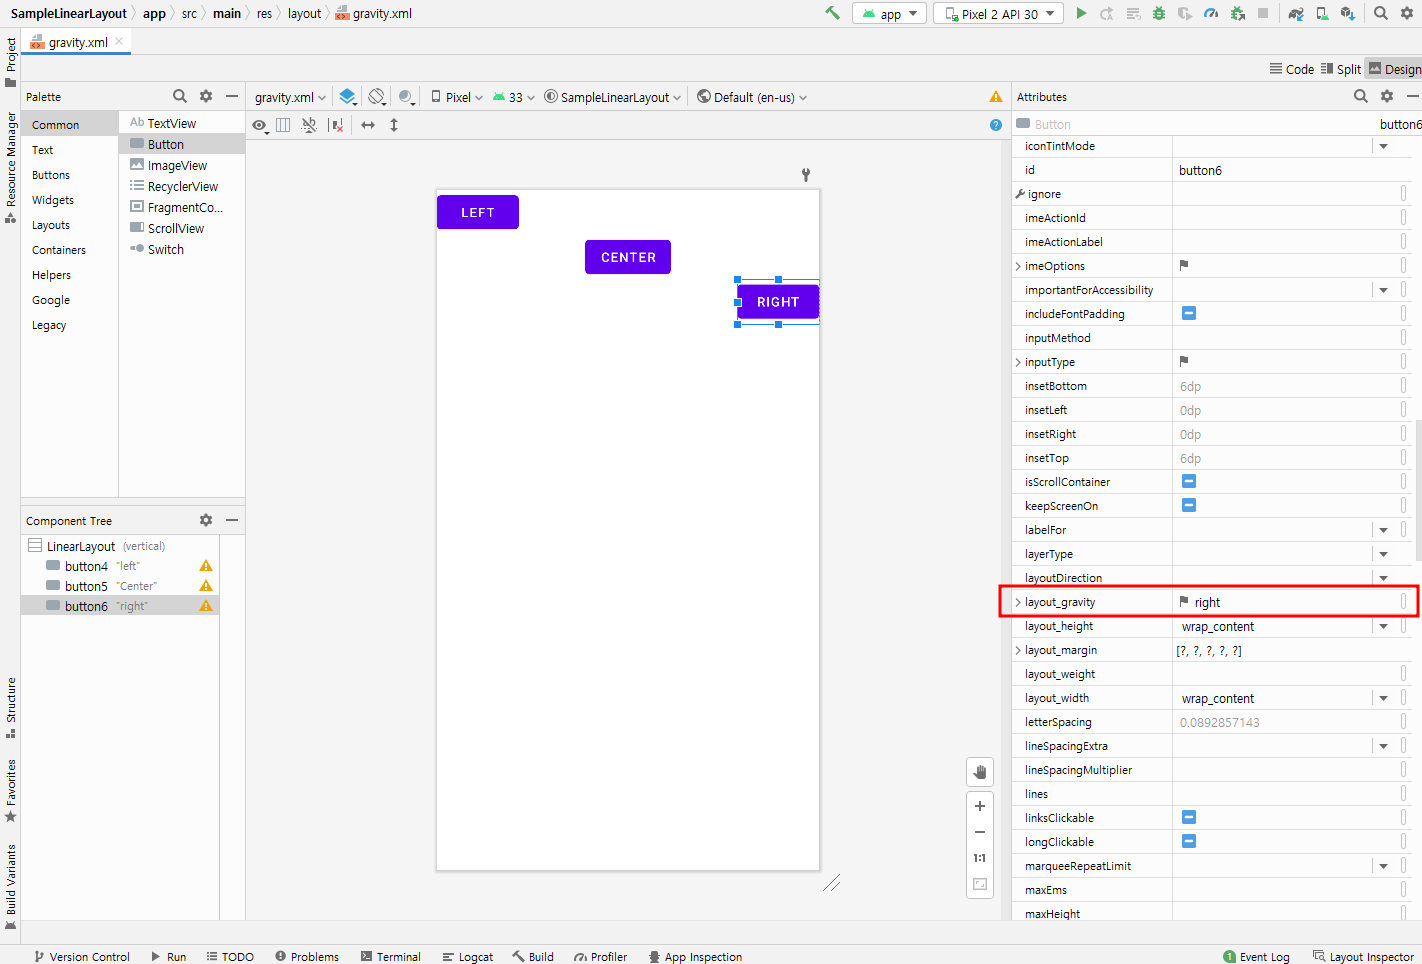 SampleLinearLayout app src main res layout gravity.xml
app Pixel 2 API 30
gravity.xml
Code Split Design
Project
Resource Manager
Structure
Favorites
Build Variants
Palette
Common
Text
Buttons
Widgets
Layouts
Containers
Helpers
Google
Legacy
Ab TextView
Button
ImageView
RecyclerView
FragmentCo...
ScrollView
Switch
Component Tree
LinearLayout (vertical)
button4 "left"
button5 "Center"
button6 "right"
gravity.xml Pixel 33 SampleLinearLayout Default (en-us)
LEFT
CENTER
RIGHT
1:1
Attributes
Button button6
iconTintMode
id button6
ignore
imeActionId
imeActionLabel
imeOptions
importantForAccessibility
includeFontPadding
inputMethod
inputType
insetBottom 6dp
insetLeft 0dp
insetRight 0dp
insetTop 6dp
isScrollContainer
keepScreenOn
labelFor
layerType
layoutDirection
layout_gravity right
layout_height wrap_content
layout_margin [?, ?, ?, ?, ?]
layout_weight
layout_width wrap_content
letterSpacing 0.0892857143
lineSpacingExtra
lineSpacingMultiplier
lines
linksClickable
longClickable
marqueeRepeatLimit
maxEms
maxHeight
Version Control Run TODO Problems Terminal Logcat Build Profiler App Inspection 1 Event Log Layout Inspector